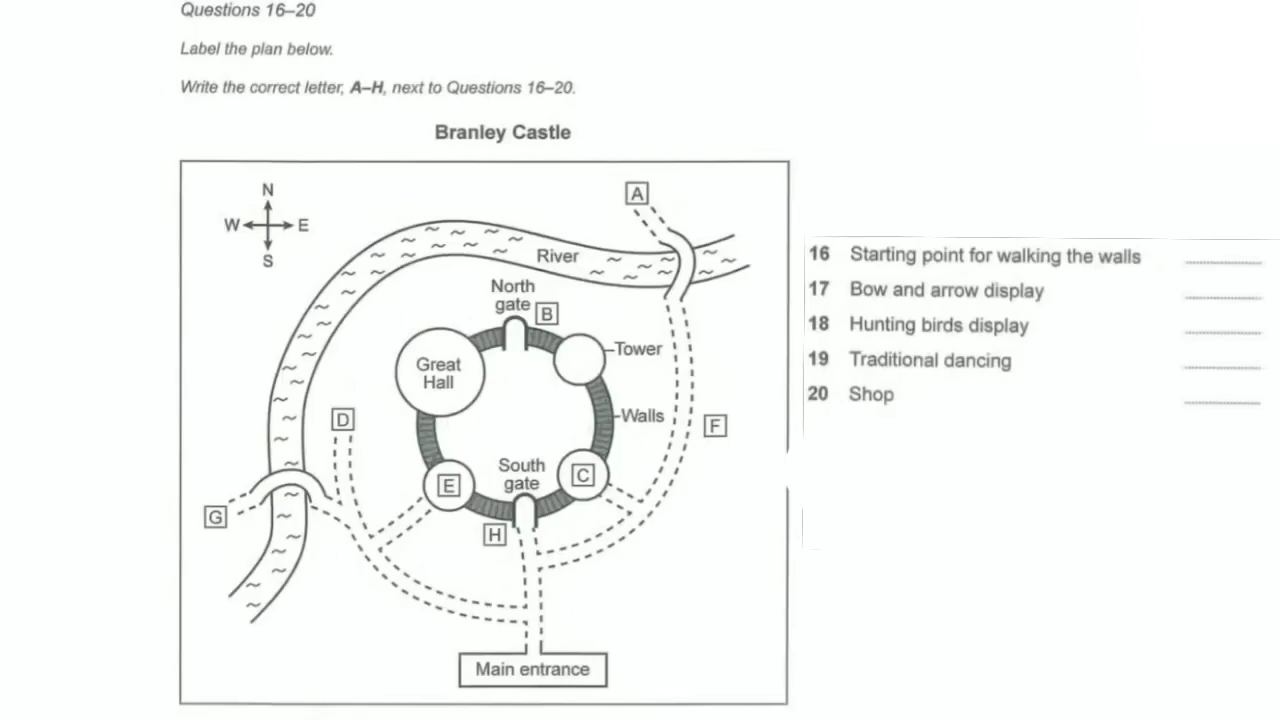 Questions 16–20
Label the plan below.
Write the correct letter, A–H, next to Questions 16–20.
Branley Castle
N
W E
S
A
River
North
gate
B
Tower
Great
Hall
Walls
D
F
South
gate
C
E
G
H
Main entrance
16 Starting point for walking the walls
17 Bow and arrow display
18 Hunting birds display
19 Traditional dancing
20 Shop